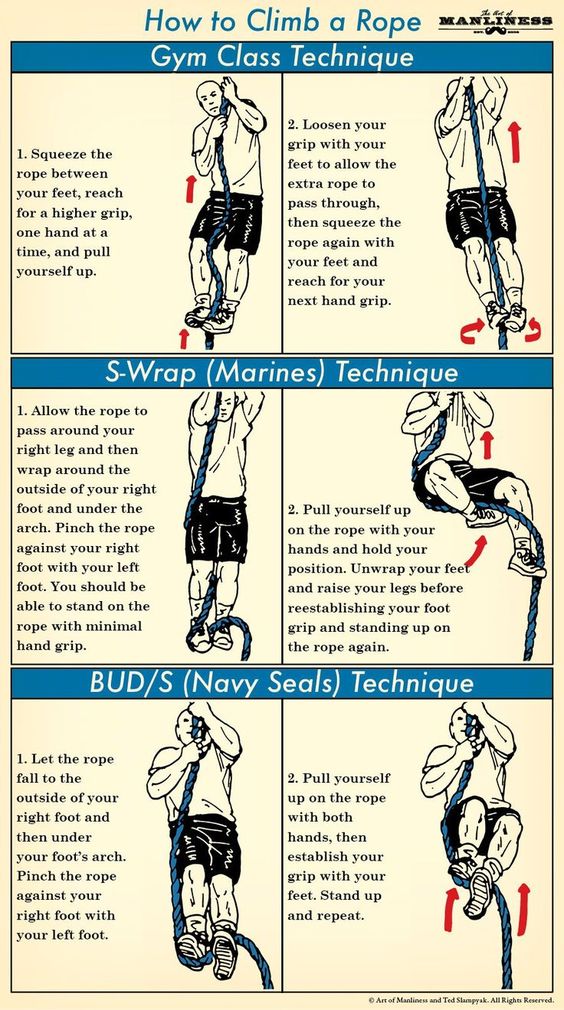 How to Climb a Rope
The Art of
MANLINESS
EST. 2008
Gym Class Technique
1. Squeeze the
rope between
your feet, reach
for a higher grip,
one hand at a
time, and pull
yourself up.
2. Loosen your
grip with your
feet to allow the
extra rope to
pass through,
then squeeze the
rope again with
your feet and
reach for your
next hand grip.
S-Wrap (Marines) Technique
1. Allow the rope to
pass around your
right leg and then
wrap around the
outside of your right
foot and under the
arch. Pinch the rope
against your right
foot with your left
foot. You should be
able to stand on the
rope with minimal
hand grip.
2. Pull yourself up
on the rope with your
hands and hold your
position. Unwrap your feet
and raise your legs before
reestablishing your foot
grip and standing up on
the rope again.
BUD/S (Navy Seals) Technique
1. Let the rope
fall to the
outside of your
right foot and
then under
your foot's arch.
Pinch the rope
against your
right foot with
your left foot.
2. Pull yourself
up on the rope
with both
hands, then
establish your
grip with your
feet. Stand up
and repeat.
© Art of Manliness and Ted Slampyak. All Rights Reserved.